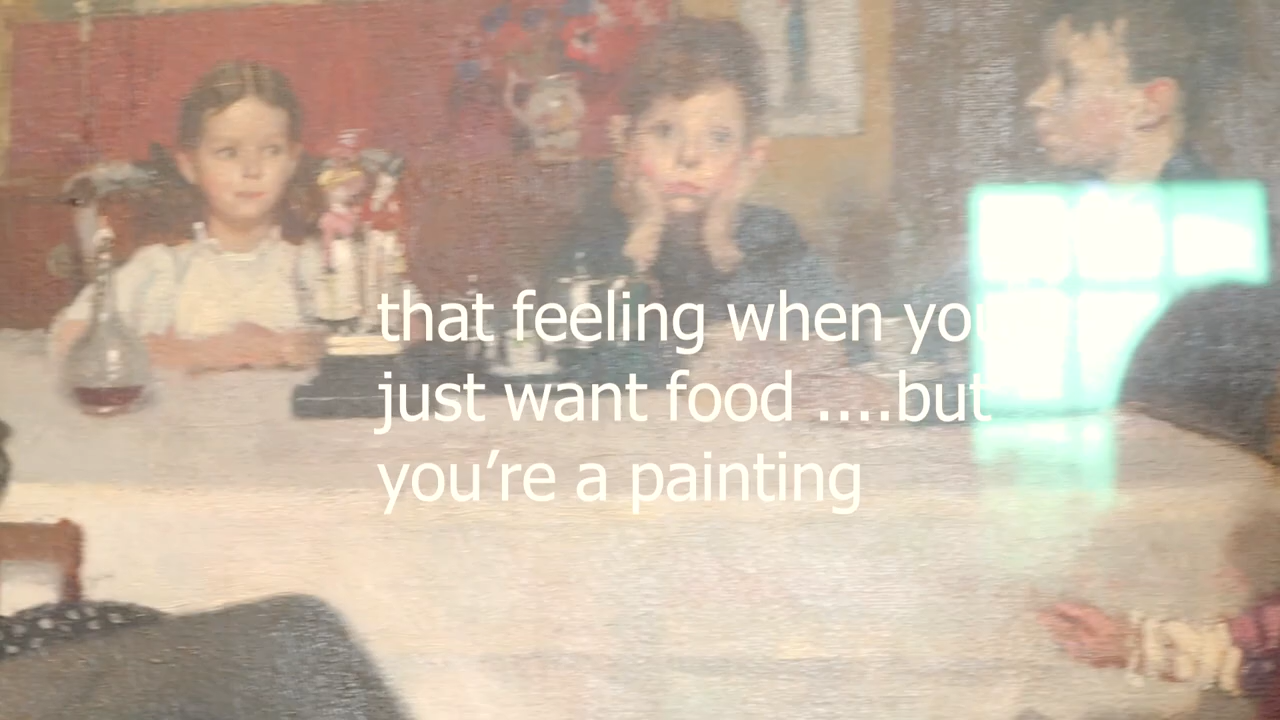 that feeling when you
just want food ....but
you’re a painting